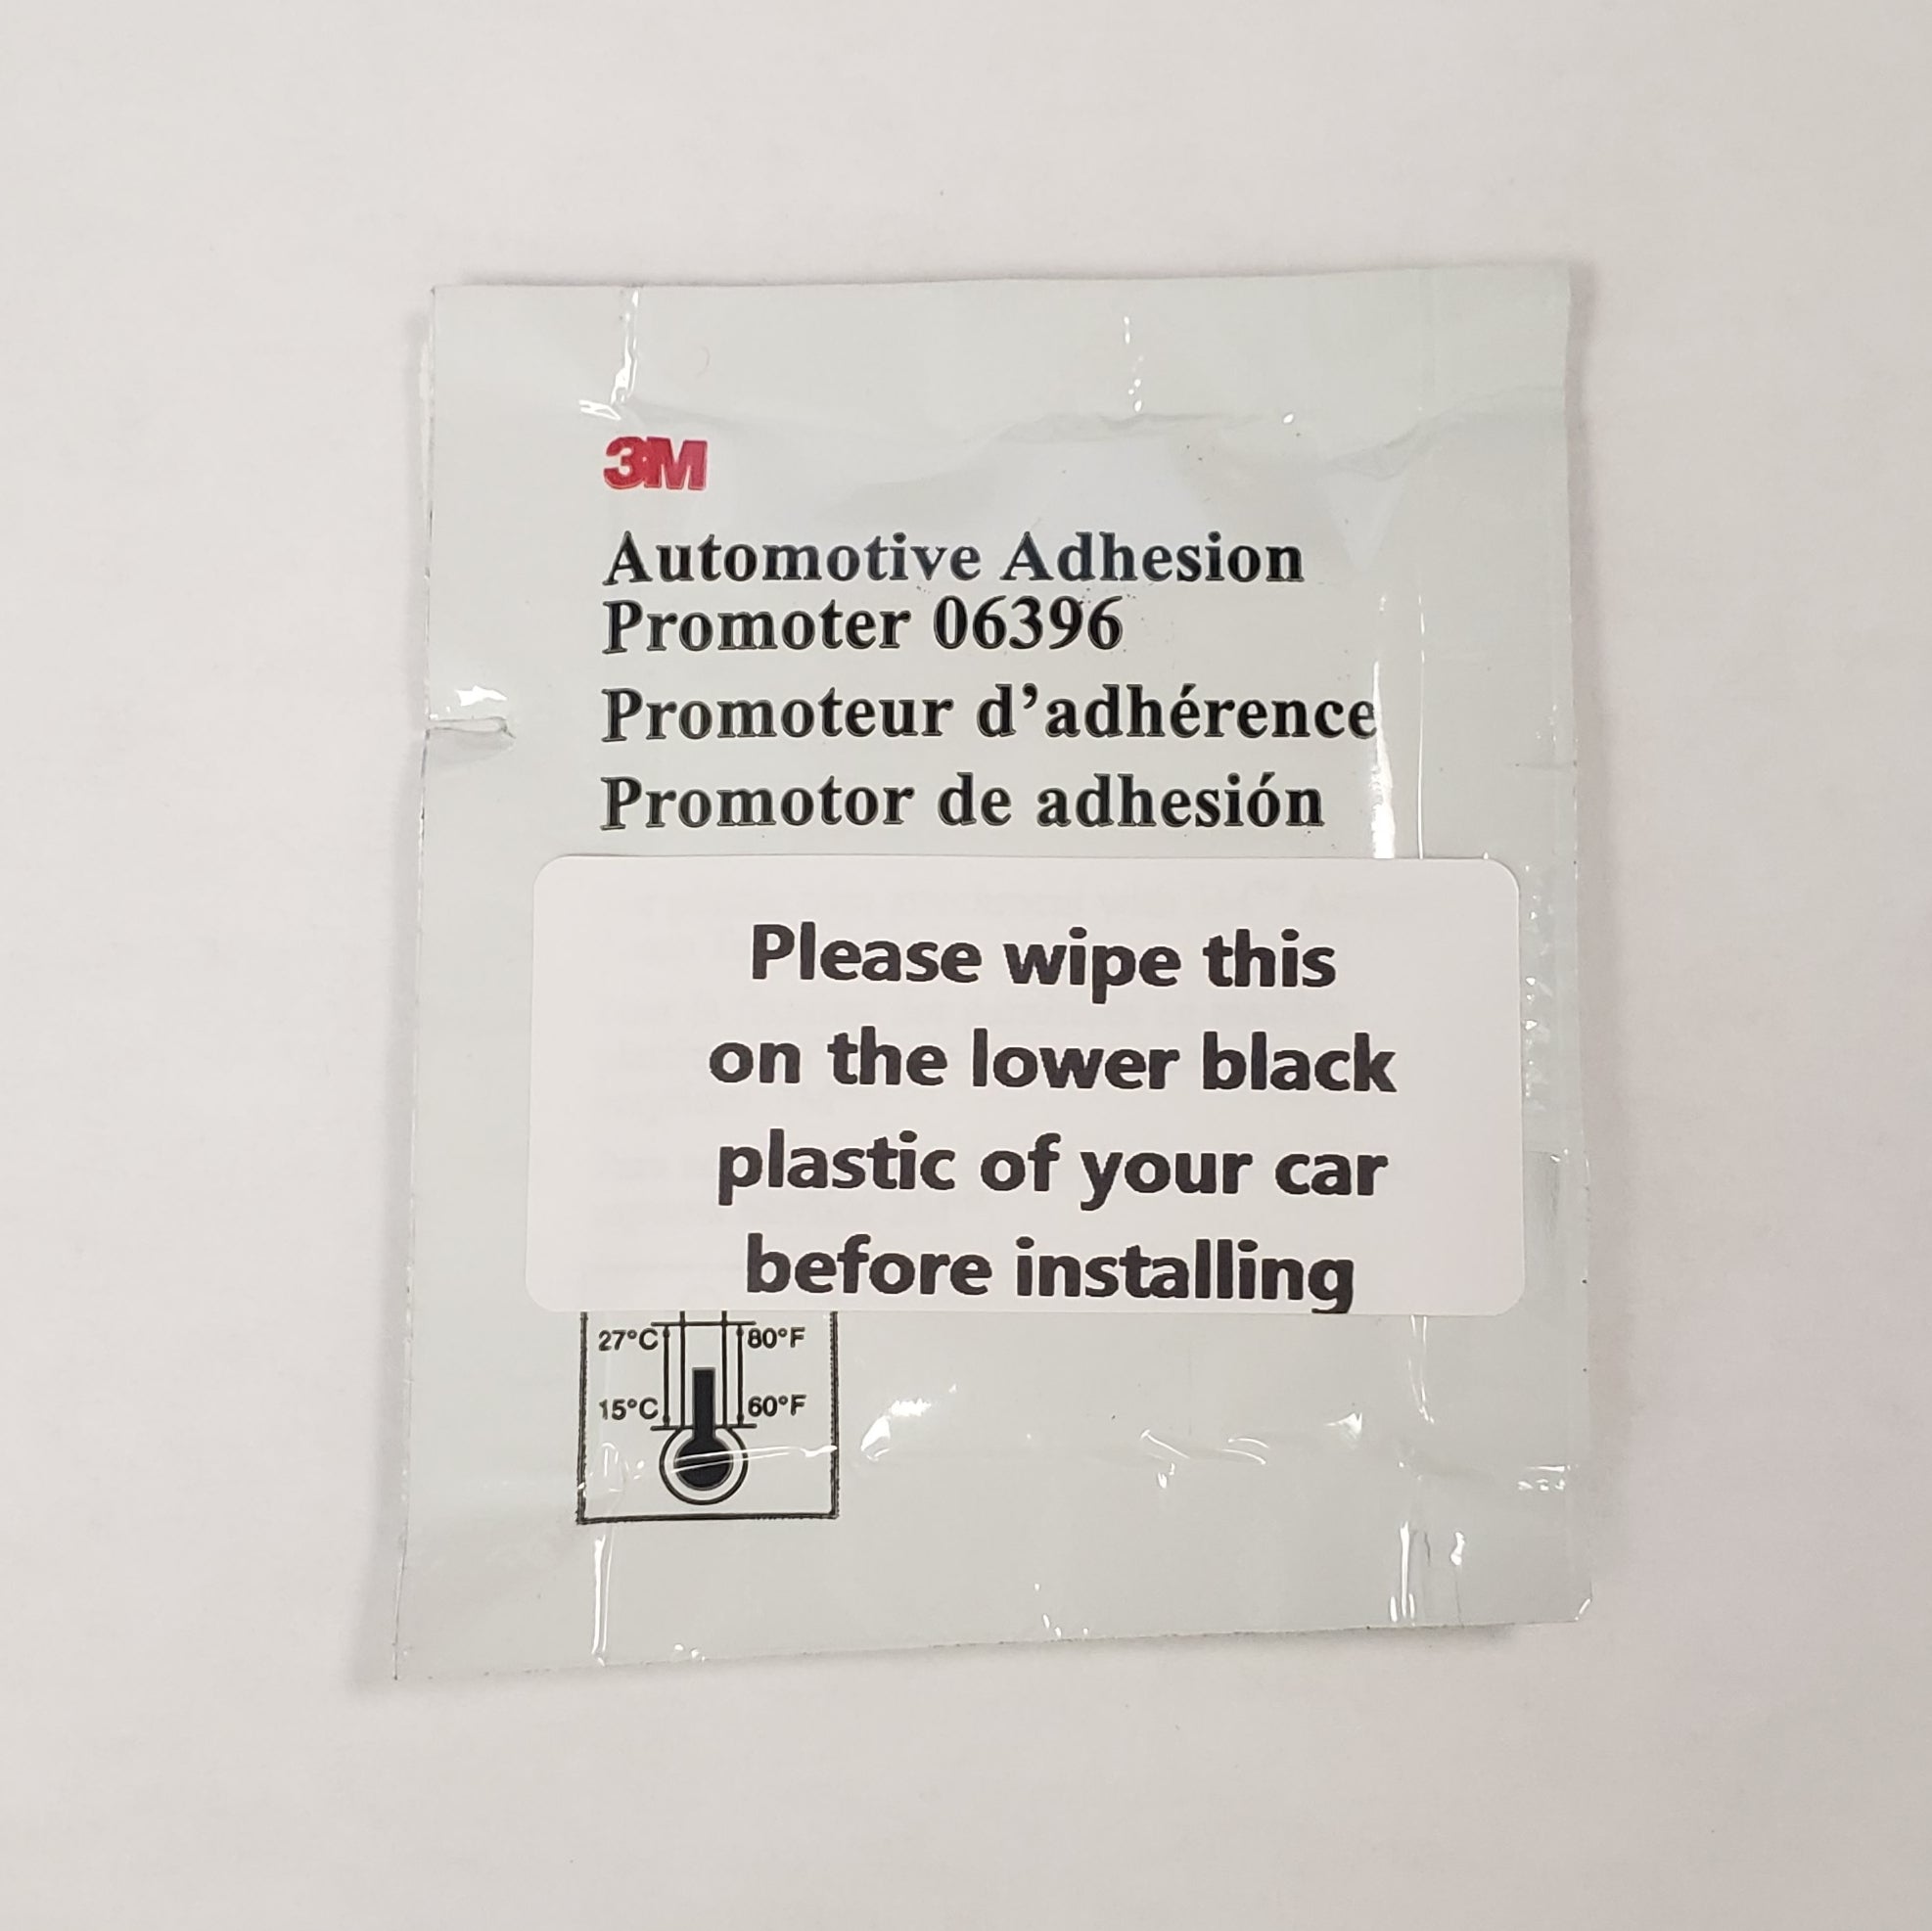 3M
Automotive Adhesion
Promoter 06396
Promoteur d'adhérence
Promotor de adhesión
Please wipe this
on the lower black
plastic of your car
before installing
27°C 80°F
15°C 60°F